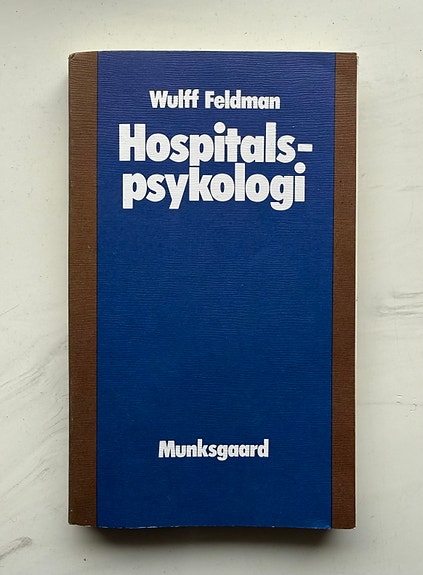 Wulff Feldman
Hospitals-
psykologi
Munksgaard